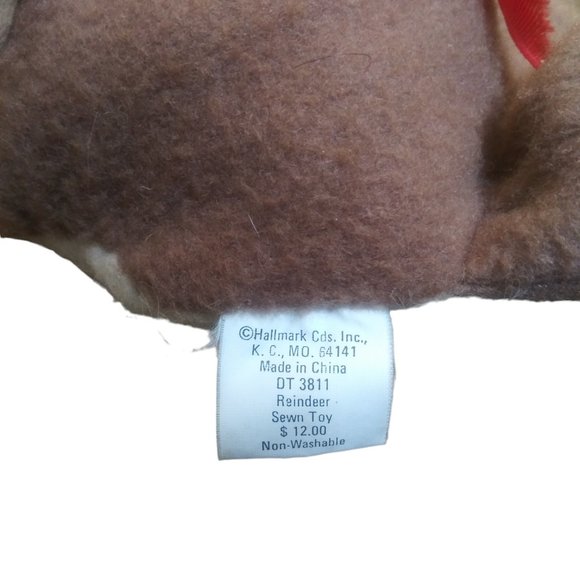 ©Hallmark Cds. Inc.,
K. C., MO. 64141
Made in China
DT 3811
Reindeer
Sewn Toy
$ 12.00
Non-Washable